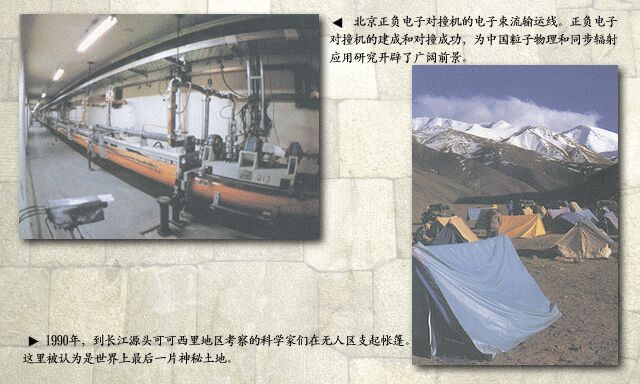 ◀ 北京正负电子对撞机的电子束流输运线。正负电子
对撞机的建成和对撞成功，为中国粒子物理和同步辐射
应用研究开辟了广阔前景。
Q13
▶ 1990年，到长江源头可可西里地区考察的科学家们在无人区支起帐篷。
这里被认为是世界上最后一片神秘土地。